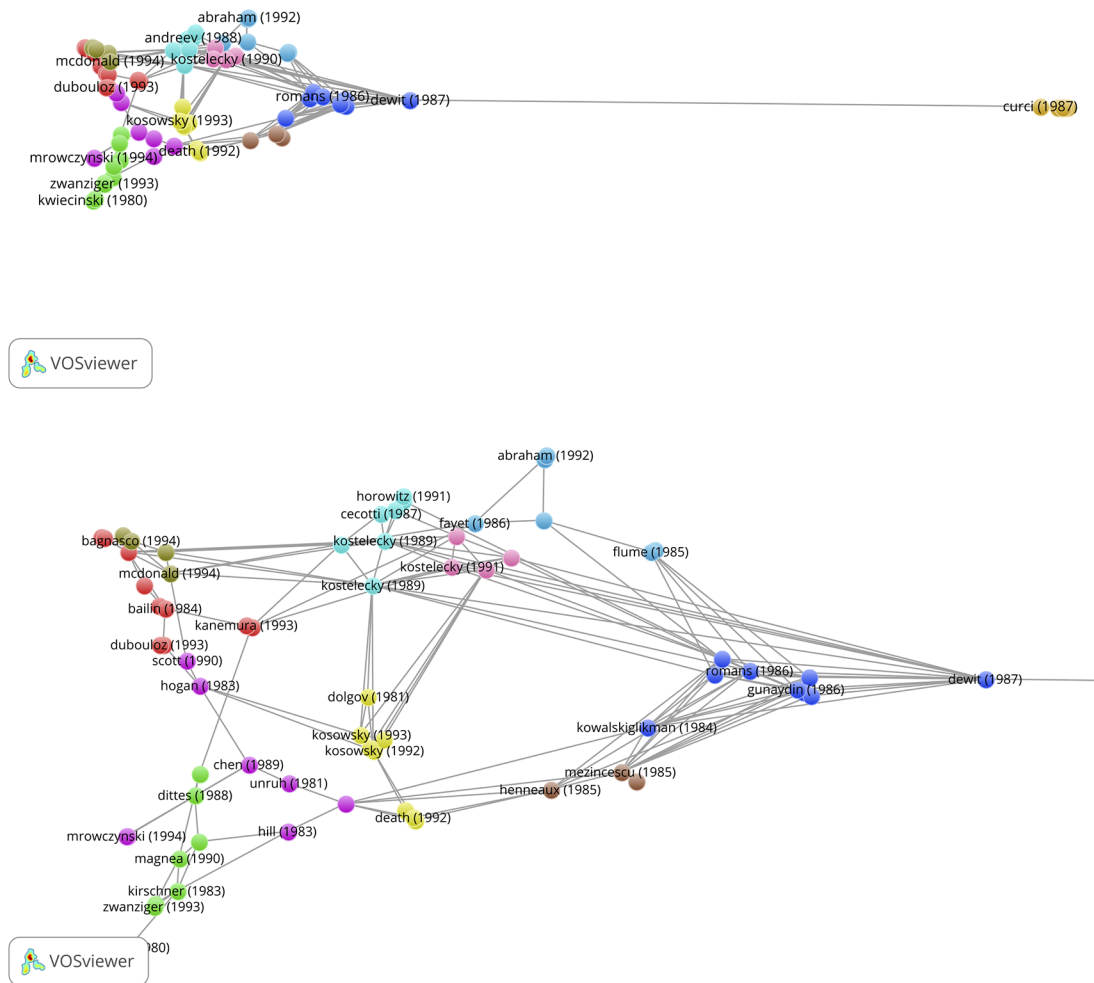 abraham (1992)
andreev (1988)
mcdonald (1994)
kostelecky (1990)
dubouloz (1993)
romans (1986)
dewit (1987)
curci (1987)
kosowsky (1993)
mrowczynski (1994)
death (1992)
zwanziger (1993)
kwiecinski (1980)
VOSviewer
abraham (1992)
horowitz (1991)
cecotti (1987)
fayet (1986)
bagnasco (1994)
kostelecky (1989)
flume (1985)
mcdonald (1994)
kostelecky (1991)
kostelecky (1989)
bailin (1984)
kanemura (1993)
dubouloz (1993)
scott (1990)
romans (1986)
dewit (1987)
hogan (1983)
gunaydin (1986)
dolgov (1981)
kowalskiglikman (1984)
kosowsky (1993)
kosowsky (1992)
chen (1989)
mezincescu (1985)
unruh (1981)
henneaux (1985)
dittes (1988)
death (1992)
mrowczynski (1994)
hill (1983)
magnea (1990)
kirschner (1983)
zwanziger (1993)
980)
VOSviewer